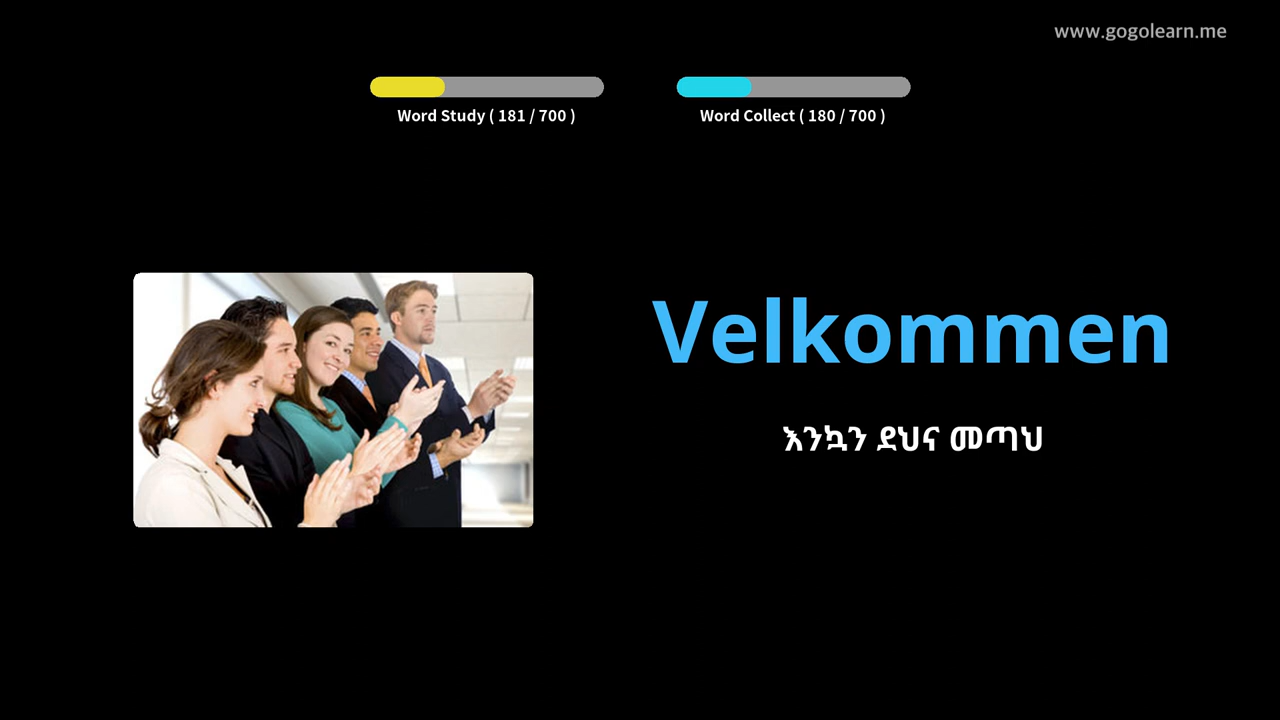 www.gogolearn.me
Word Study ( 181 / 700 )
Word Collect ( 180 / 700 )
Velkommen
እንኳን ደህና መጣህ